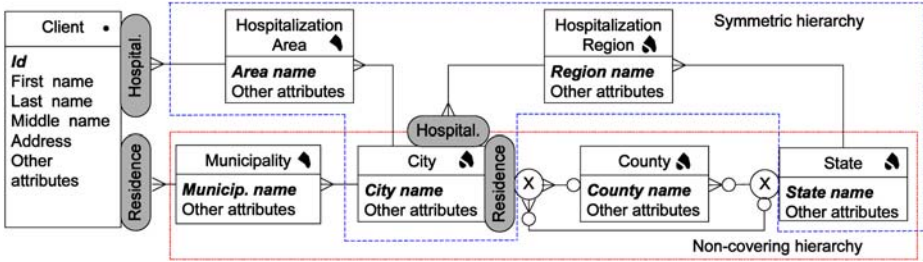 Client
Id
First name
Last name
Middle name
Address
Other
attributes
Hospital.
Residence
Hospitalization
Area
Area name
Other attributes
Hospitalization
Region
Region name
Other attributes
Symmetric hierarchy
Hospital.
Municipality
Municip. name
Other attributes
City
City name
Other attributes
Residence
X
County
County name
Other attributes
X
State
State name
Other attributes
Non-covering hierarchy